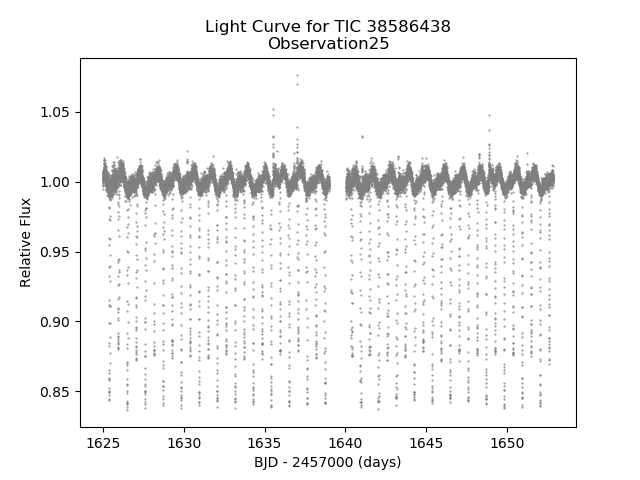 Light Curve for TIC 38586438
Observation25
1.05
1.00
0.95
0.90
0.85
Relative Flux
1625
1630
1635
1640
1645
1650
BJD - 2457000 (days)